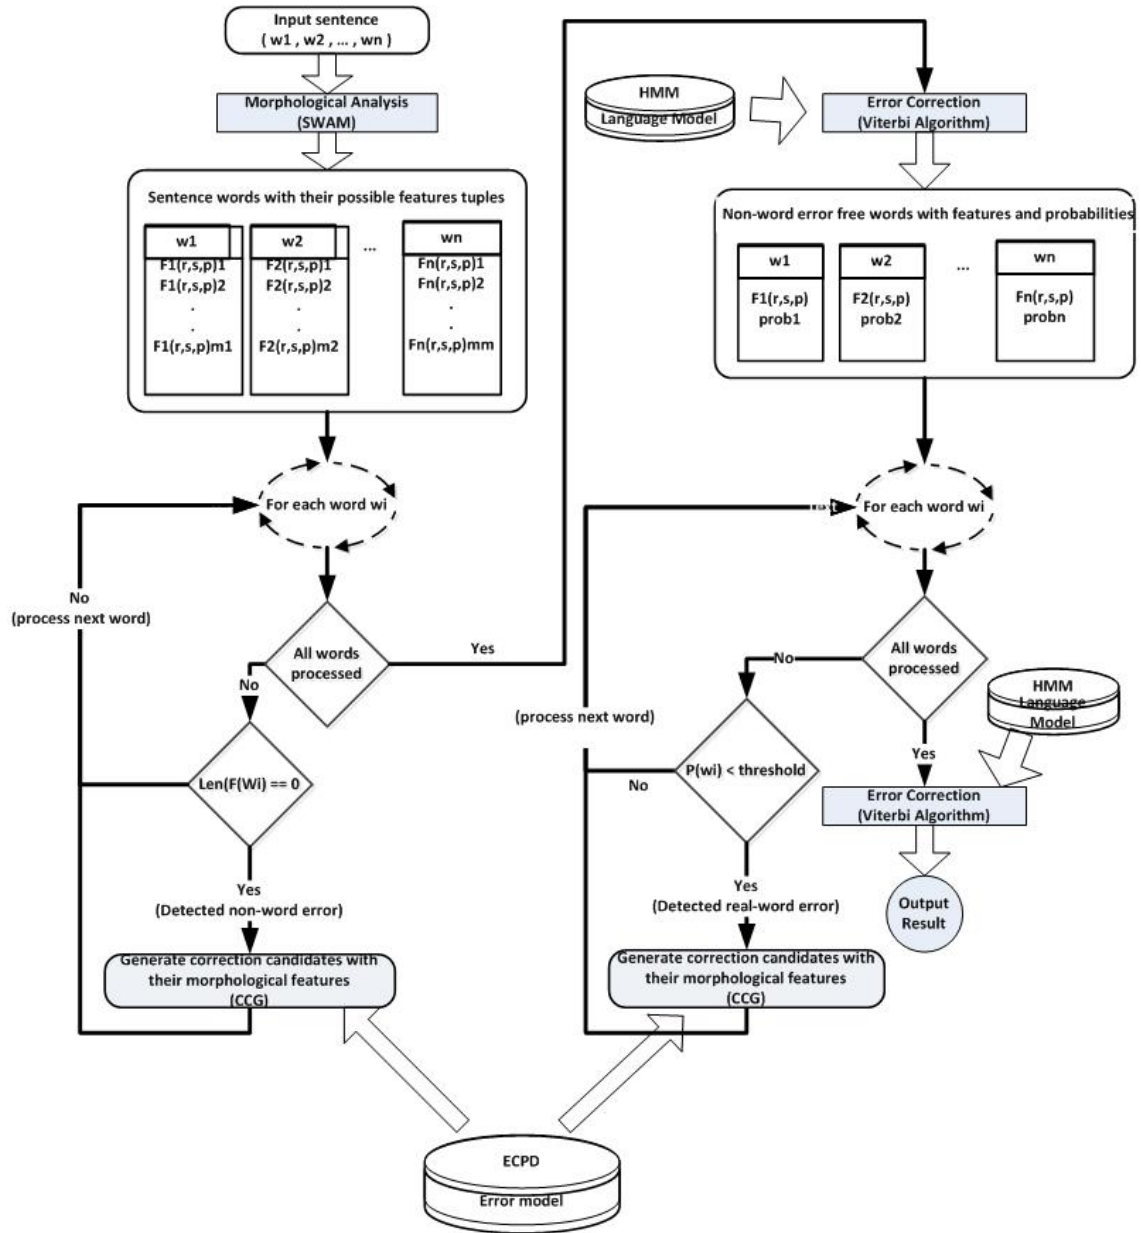 Input sentence
( w1 , w2 , ... , wn )
Morphological Analysis
(SWAM)
Sentence words with their possible features tuples
w1
F1(r,s,p)1
F1(r,s,p)2
.
.
F1(r,s,p)m1
w2
F2(r,s,p)1
F2(r,s,p)2
.
.
F2(r,s,p)m2
...
wn
Fn(r,s,p)1
Fn(r,s,p)2
.
.
Fn(r,s,p)mm
For each word wi
No
(process next word)
All words
processed
Yes
No
Len(F(Wi) == 0
Yes
(Detected non-word error)
Generate correction candidates with
their morphological features
(CCG)
HMM
Language Model
Error Correction
(Viterbi Algorithm)
Non-word error free words with features and probabilities
w1
F1(r,s,p)
prob1
w2
F2(r,s,p)
prob2
...
wn
Fn(r,s,p)
probn
For each word wi
All words
processed
No
(process next word)
P(wi) < threshold
No
Yes
(Detected real-word error)
Generate correction candidates with
their morphological features
(CCG)
HMM
Language
Model
Yes
Error Correction
(Viterbi Algorithm)
Output
Result
ECPD
Error model